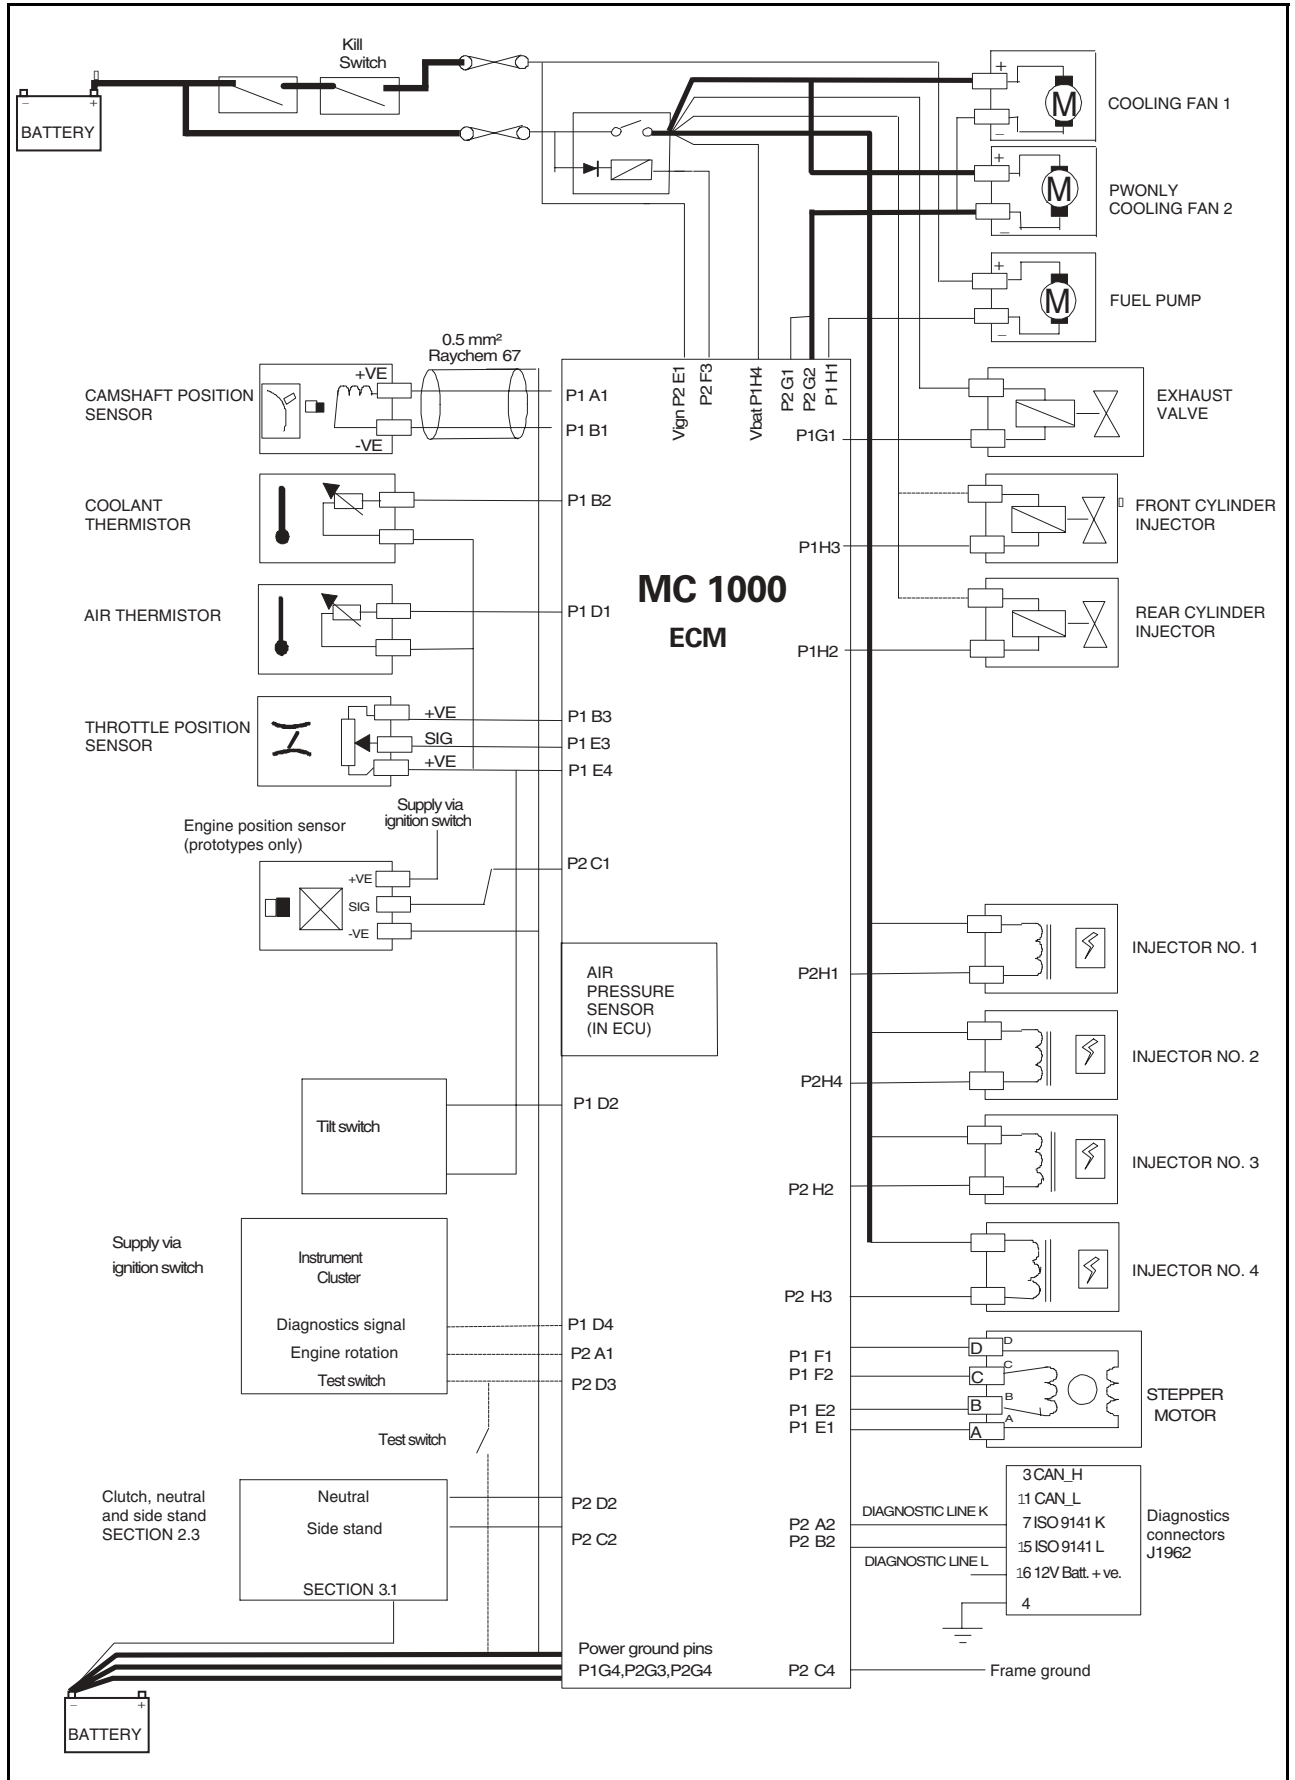 Kill
Switch
BATTERY
- +
+
M
-
COOLING FAN 1
+
M
-
PWONLY
COOLING FAN 2
+
M
-
FUEL PUMP
0.5 mm²
Raychem 67
CAMSHAFT POSITION
SENSOR
+VE
-VE
P1 A1
P1 B1
Vign P2 E1
P2 F3
Vbat P1H4
P2 G1
P2 G2
P1 H1
P1G1
EXHAUST
VALVE
COOLANT
THERMISTOR
P1 B2
P1H3
FRONT CYLINDER
INJECTOR
MC 1000
ECM
AIR THERMISTOR
P1 D1
P1H2
REAR CYLINDER
INJECTOR
THROTTLE POSITION
SENSOR
+VE
SIG
+VE
P1 B3
P1 E3
P1 E4
Supply via
ignition switch
Engine position sensor
(prototypes only)
+VE
SIG
-VE
P2 C1
AIR
PRESSURE
SENSOR
(IN ECU)
P2H1
INJECTOR NO. 1
P2H4
INJECTOR NO. 2
Tilt switch
P1 D2
P2 H2
INJECTOR NO. 3
Supply via
ignition switch
Instrument
Cluster
Diagnostics signal
Engine rotation
Test switch
P1 D4
P2 A1
P2 D3
P2 H3
INJECTOR NO. 4
P1 F1
P1 F2
P1 E2
P1 E1
D D
C C
B B
A A
STEPPER
MOTOR
Test switch
Clutch, neutral
and side stand
SECTION 2.3
Neutral
Side stand
SECTION 3.1
P2 D2
P2 C2
P2 A2
P2 B2
DIAGNOSTIC LINE K
DIAGNOSTIC LINE L
3 CAN_H
11 CAN_L
7 ISO 9141 K
15 ISO 9141 L
16 12V Batt. + ve.
4
Diagnostics
connectors
J1962
Power ground pins
P1G4,P2G3,P2G4
P2 C4
Frame ground
- +
BATTERY